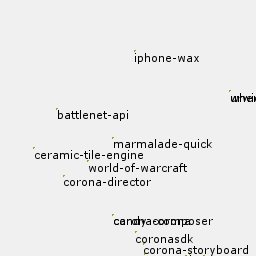 iphone-wax
battlenet-api
marmalade-quick
ceramic-tile-engine
world-of-warcraft
corona-director
coronasdk
corona-storyboard